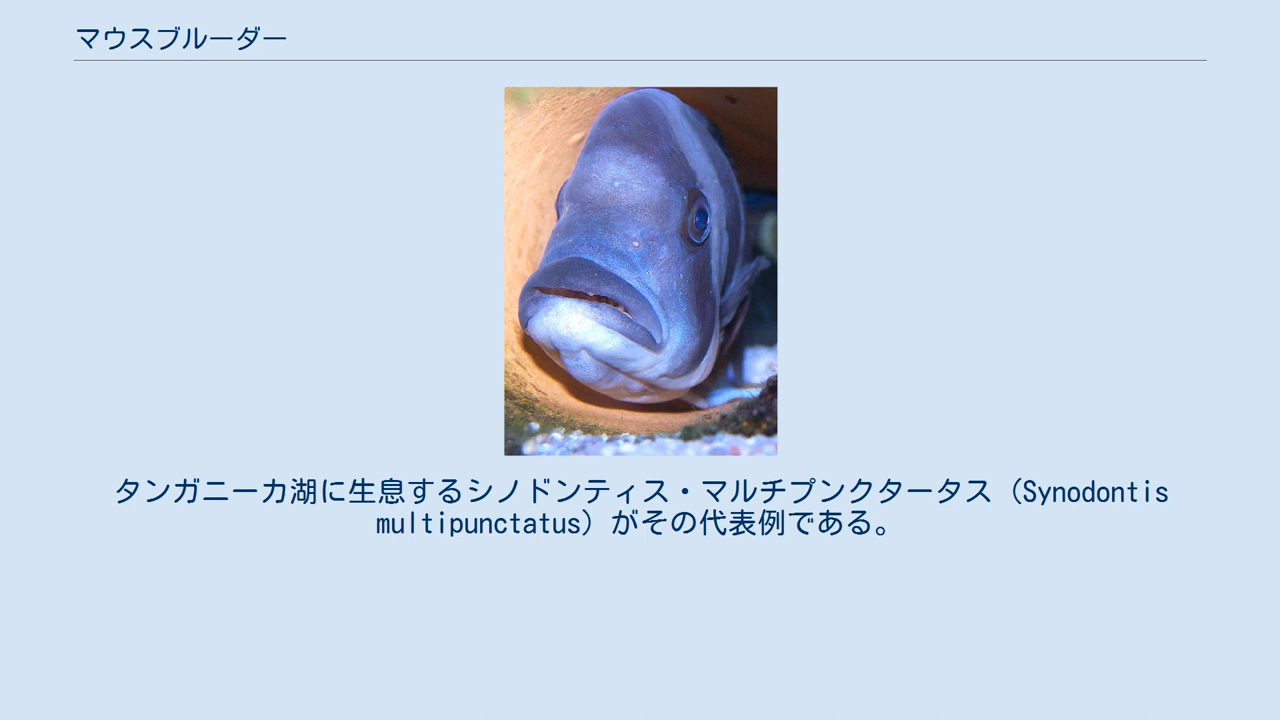 マウスブルーダー
タンガニーカ湖に生息するシノドンティス・マルチプンクタータス（Synodontis
multipunctatus）がその代表例である。